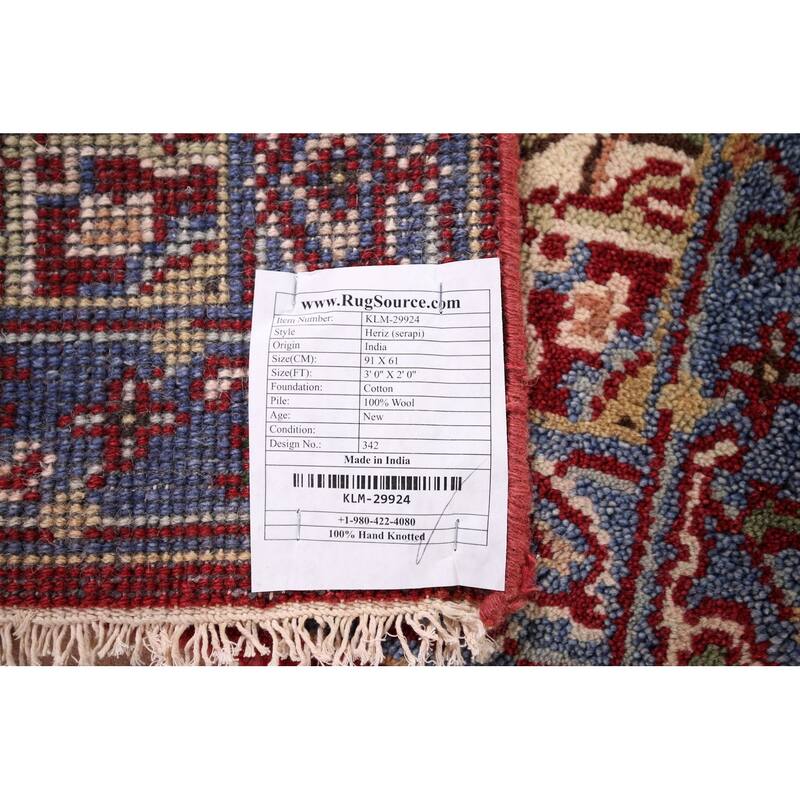 www.RugSource.com
Item Number: KLM-29924
Style Heriz (serapi)
Origin India
Size(CM): 91 X 61
Size(FT): 3' 0" X 2' 0"
Foundation: Cotton
Pile: 100% Wool
Age: New
Condition:
Design No.: 342
Made in India
KLM-29924
+1-980-422-4080
100% Hand Knotted